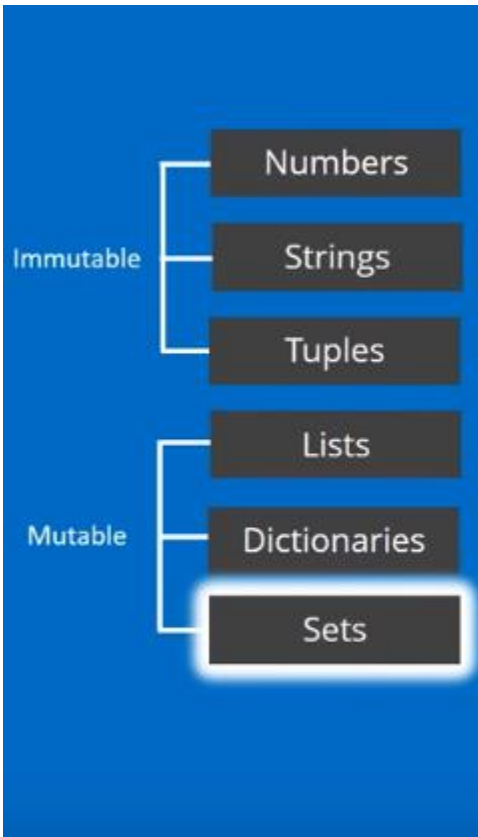 Numbers
Immutable
Strings
Tuples
Lists
Mutable
Dictionaries
Sets